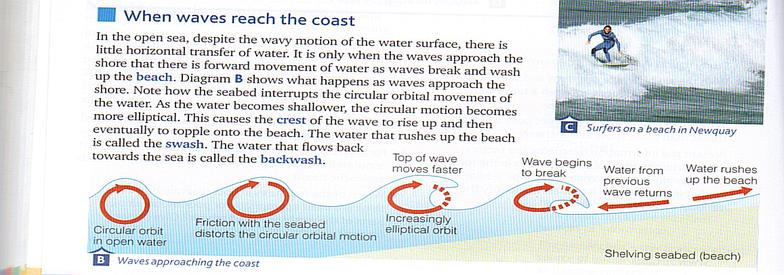 When waves reach the coast
In the open sea, despite the wavy motion of the water surface, there is
little horizontal transfer of water. It is only when the waves approach the
shore that there is forward movement of water as waves break and wash
up the beach. Diagram B shows what happens as waves approach the
shore. Note how the seabed interrupts the circular orbital movement of
the water. As the water becomes shallower, the circular motion becomes
more elliptical. This causes the crest of the wave to rise up and then
eventually to topple onto the beach. The water that rushes up the beach
is called the swash. The water that flows back
towards the sea is called the backwash.
C Surfers on a beach in Newquay
Top of wave
moves faster
Wave begins
to break
Water from
previous
wave returns
Water rushes
up the beach
Circular orbit
in open water
Friction with the seabed
distorts the circular orbital motion
Increasingly
elliptical orbit
Shelving seabed (beach)
B Waves approaching the coast